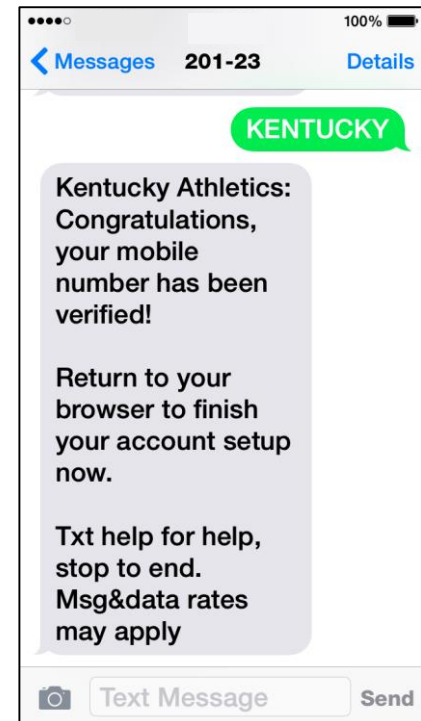 100%
Messages 201-23 Details
KENTUCKY
Kentucky Athletics:
Congratulations,
your mobile
number has been
verified!
Return to your
browser to finish
your account setup
now.
Txt help for help,
stop to end.
Msg&data rates
may apply
Text Message Send